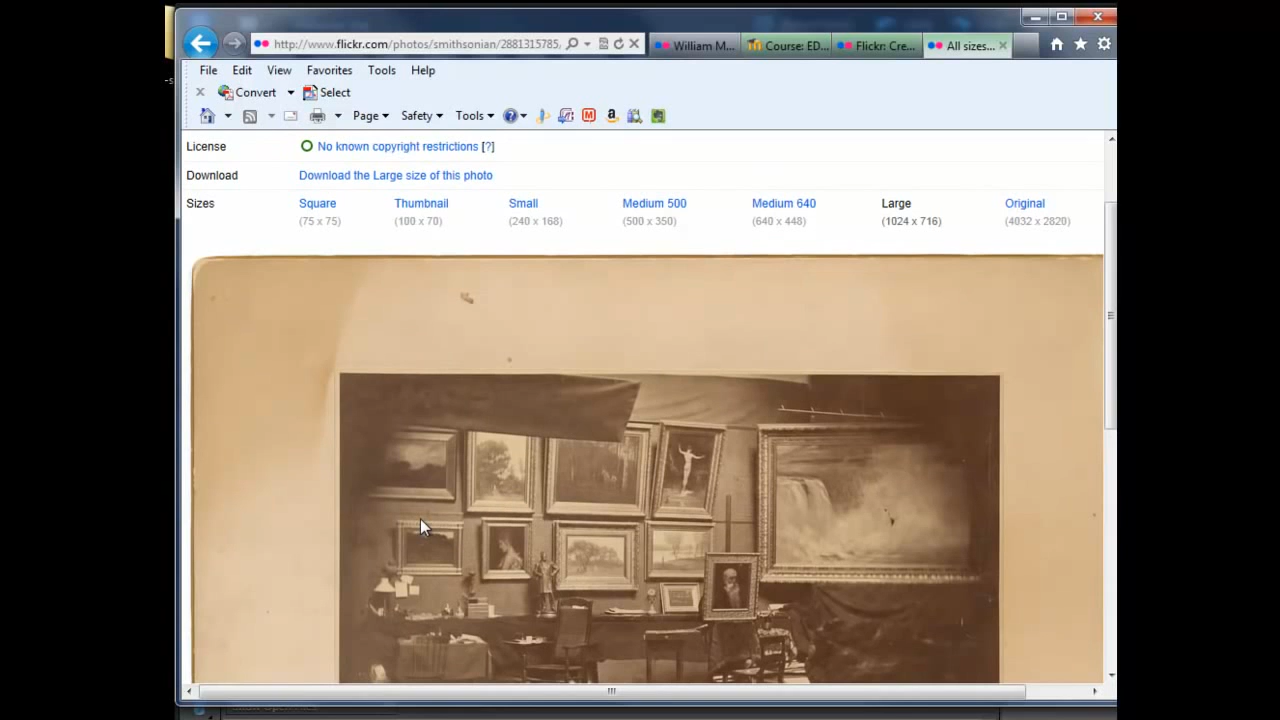 http://www.flickr.com/photos/smithsonian/2881315785,
William M...
Course: ED...
Flickr: Cre...
All sizes...
File Edit View Favorites Tools Help
Convert Select
Page Safety Tools
License No known copyright restrictions [?]
Download Download the Large size of this photo
Sizes Square Thumbnail Small Medium 500 Medium 640 Large Original
(75 x 75) (100 x 70) (240 x 168) (500 x 350) (640 x 448) (1024 x 716) (4032 x 2820)